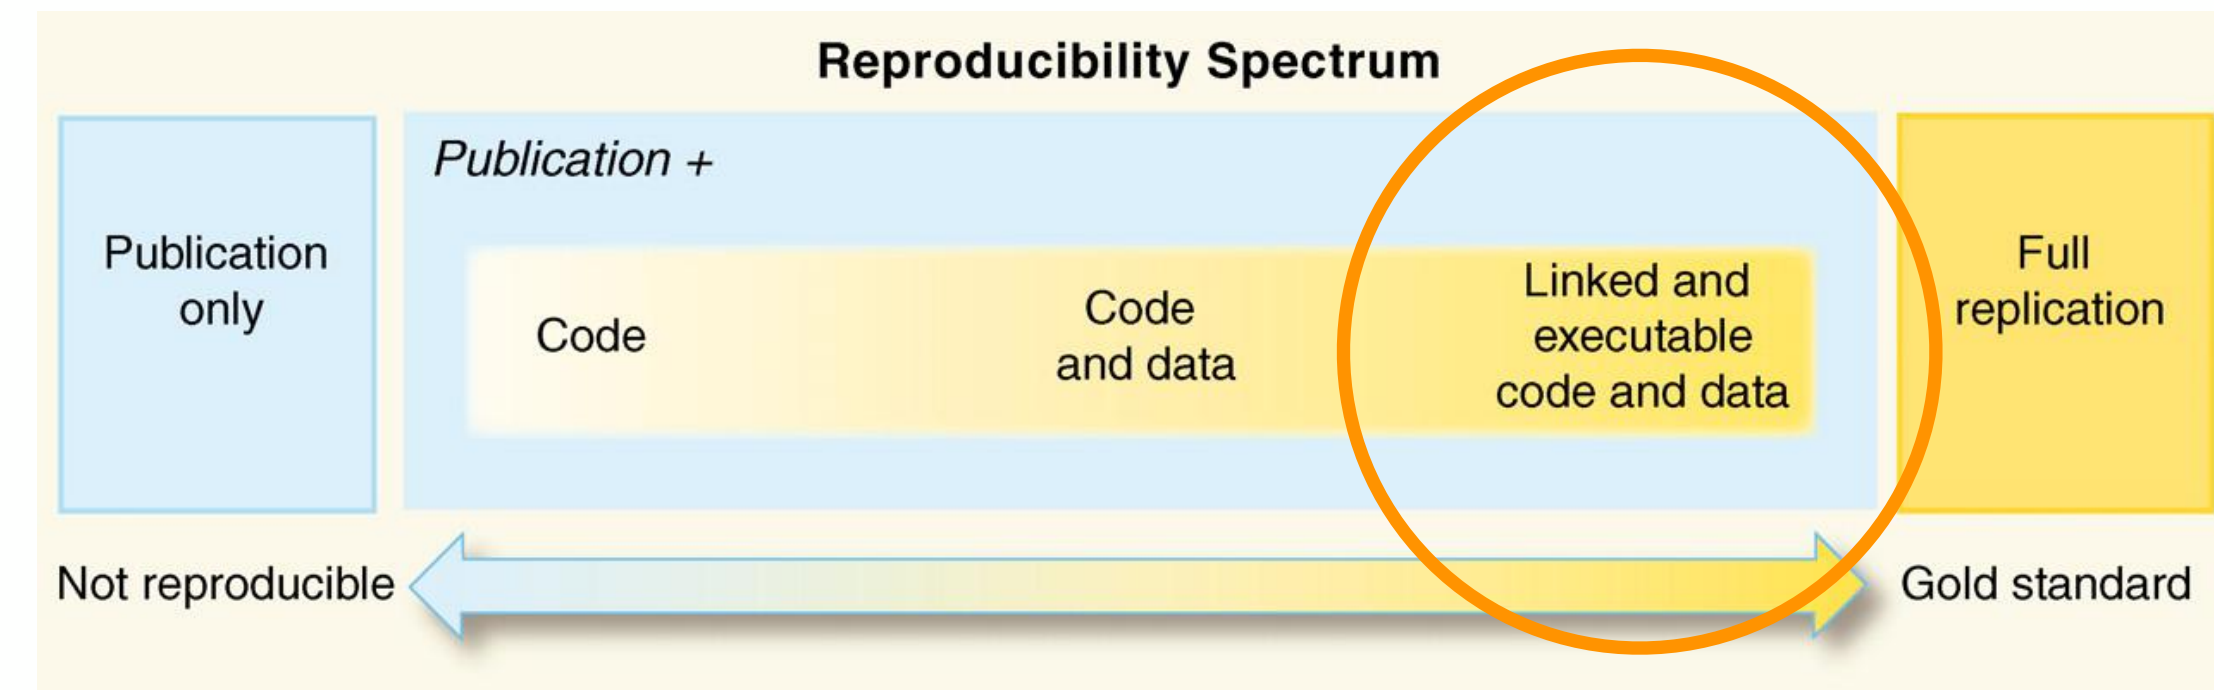 Reproducibility Spectrum
Publication
only
Publication +
Code
Code
and data
Linked and
executable
code and data
Full
replication
Not reproducible
Gold standard